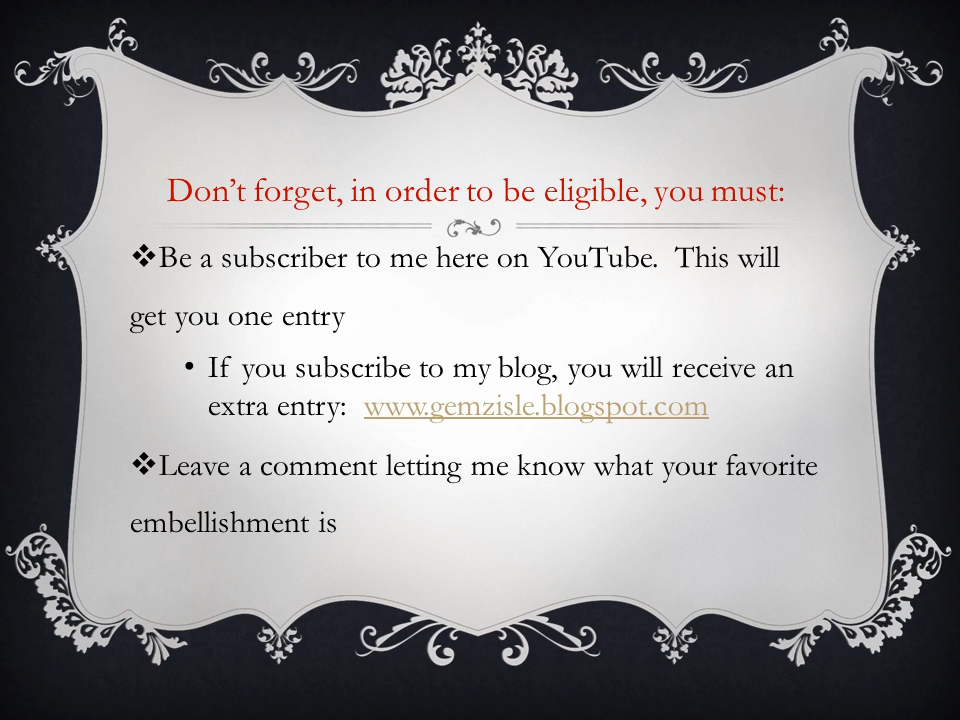 Don’t forget, in order to be eligible, you must:
❖Be a subscriber to me here on YouTube.  This will
get you one entry
• If you subscribe to my blog, you will receive an
extra entry:  www.gemzisle.blogspot.com
❖Leave a comment letting me know what your favorite
embellishment is